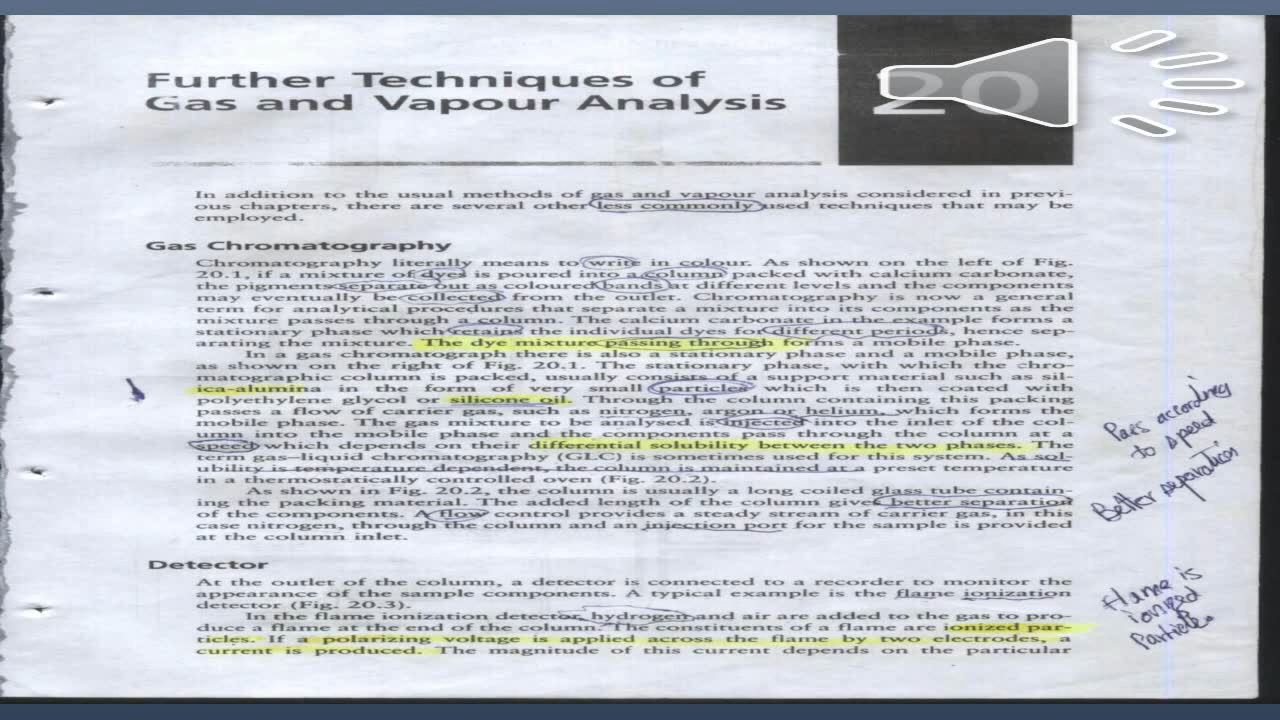 Further Techniques of
Gas and Vapour Analysis
20
In addition to the usual methods of gas and vapour analysis considered in previ-
ous chapters, there are several other less commonly used techniques that may be
employed.
Gas Chromatography
Chromatography literally means to write in colour. As shown on the left of Fig.
20.1, if a mixture of dyes is poured into a column packed with calcium carbonate,
the pigments separate out as coloured bands at different levels and the components
may eventually be collected from the outlet. Chromatography is now a general
term for analytical procedures that separate a mixture into its components as the
mixture passes through a column. The calcium carbonate in the example forms a
stationary phase which retains the individual dyes for different periods, hence sep-
arating the mixture. The dye mixture passing through forms a mobile phase.
In a gas chromatograph there is also a stationary phase and a mobile phase,
as shown on the right of Fig. 20.1. The stationary phase, with which the chro-
matographic column is packed, usually consists of a support material such as sil-
ica-alumina in the form of very small particles which is then coated with
polyethylene glycol or silicone oil. Through the column containing this packing
passes a flow of carrier gas, such as nitrogen, argon or helium, which forms the
mobile phase. The gas mixture to be analysed is injected into the inlet of the col-
umn into the mobile phase and the components pass through the column at a
speed which depends on their differential solubility between the two phases. The
term gas–liquid chromatography (GLC) is sometimes used for this system. As sol-
ubility is temperature dependent, the column is maintained at a preset temperature
in a thermostatically controlled oven (Fig. 20.2).
As shown in Fig. 20.2, the column is usually a long coiled glass tube contain-
ing the packing material. The added length of the column gives better separation
of the components. A flow control provides a steady stream of carrier gas, in this
case nitrogen, through the column and an injection port for the sample is provided
at the column inlet.
Pass according
to speed
Better separation
Detector
At the outlet of the column, a detector is connected to a recorder to monitor the
appearance of the sample components. A typical example is the flame ionization
detector (Fig. 20.3).
In the flame ionization detector, hydrogen and air are added to the gas to pro-
duce a flame at the end of the column. The constituents of a flame are ionized par-
ticles. If a polarizing voltage is applied across the flame by two electrodes, a
current is produced. The magnitude of this current depends on the particular
Flame is
ionized
Particle.